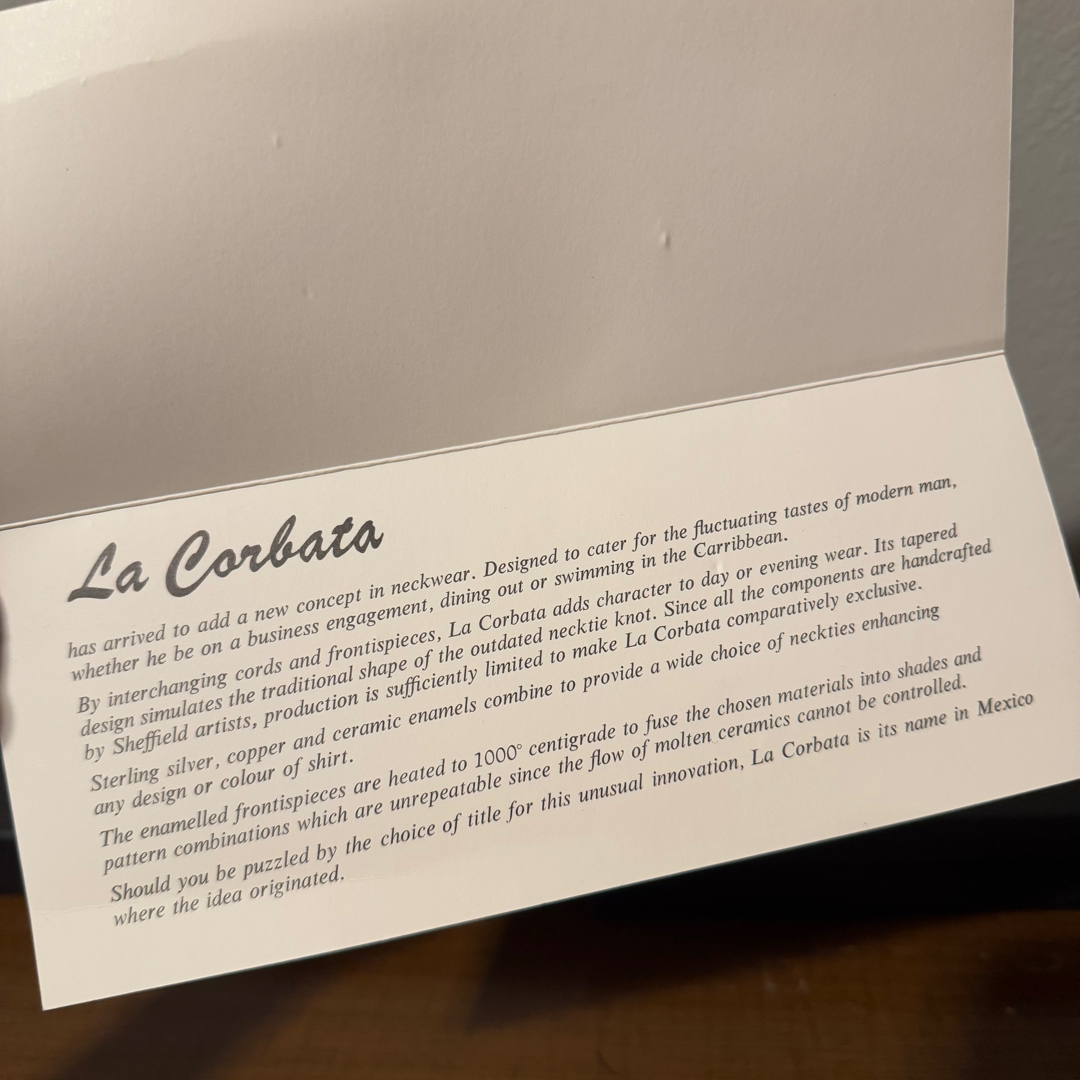 La Corbata
has arrived to add a new concept in neckwear. Designed to cater for the fluctuating tastes of modern man,
whether he be on a business engagement, dining out or swimming in the Carribbean.
By interchanging cords and frontispieces, La Corbata adds character to day or evening wear. Its tapered
design simulates the traditional shape of the outdated necktie knot. Since all the components are handcrafted
by Sheffield artists, production is sufficiently limited to make La Corbata comparatively exclusive.
Sterling silver, copper and ceramic enamels combine to provide a wide choice of neckties enhancing
any design or colour of shirt.
The enamelled frontispieces are heated to 1000° centigrade to fuse the chosen materials into shades and
pattern combinations which are unrepeatable since the flow of molten ceramics cannot be controlled.
Should you be puzzled by the choice of title for this unusual innovation, La Corbata is its name in Mexico
where the idea originated.